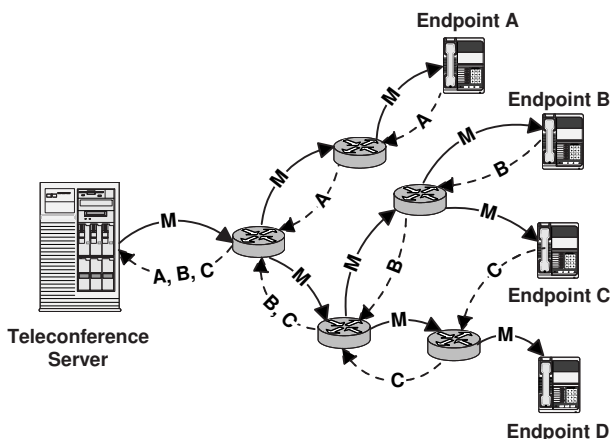 Endpoint A
M
A
Endpoint B
M
M
B
M
A
M
M
A, B, C
M
B
C
Endpoint C
M
B, C
M
M
C
Teleconference
Server
Endpoint D